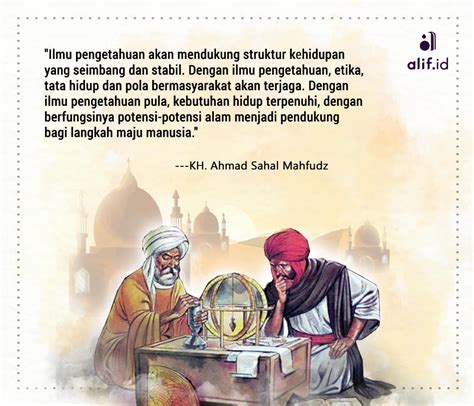 alif.id
"Ilmu pengetahuan akan mendukung struktur kehidupan
yang seimbang dan stabil. Dengan ilmu pengetahuan, etika,
tata hidup dan pola bermasyarakat akan terjaga. Dengan
ilmu pengetahuan pula, kebutuhan hidup terpenuhi, dengan
berfungsinya potensi-potensi alam menjadi pendukung
bagi langkah maju manusia."
---KH. Ahmad Sahal Mahfudz